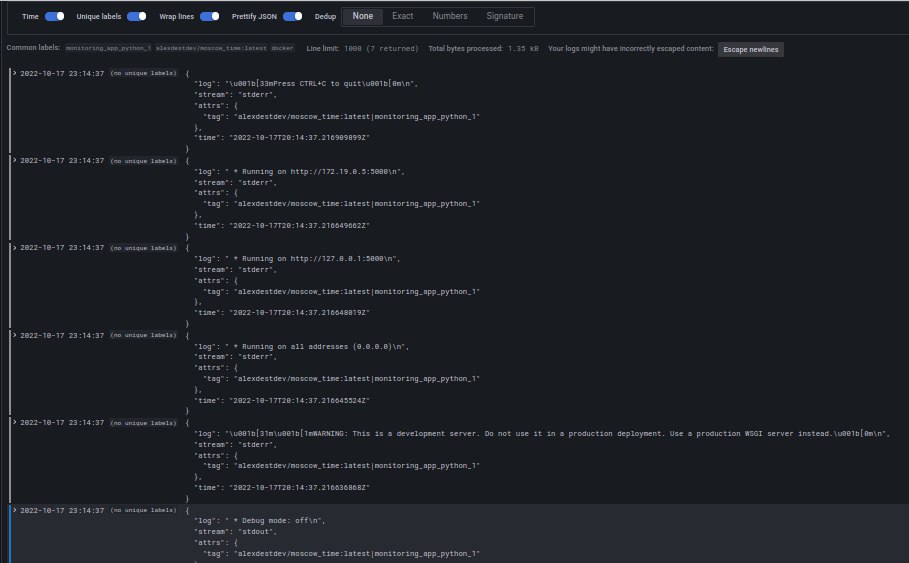 Time Unique labels Wrap lines Prettify JSON Dedup None Exact Numbers Signature
Common labels: monitoring_app_python_1 alexdestdev/moscow_time:latest docker Line limit: 1000 (7 returned) Total bytes processed: 1.35 kB Your logs might have incorrectly escaped content: Escape newlines
> 2022-10-17 23:14:37 (no unique labels) {
"log": "\u001b[33mPress CTRL+C to quit\u001b[0m\n",
"stream": "stderr",
"attrs": {
"tag": "alexdestdev/moscow_time:latest|monitoring_app_python_1"
},
"time": "2022-10-17T20:14:37.216909899Z"
}
> 2022-10-17 23:14:37 (no unique labels) {
"log": " * Running on http://172.19.0.5:5000\n",
"stream": "stderr",
"attrs": {
"tag": "alexdestdev/moscow_time:latest|monitoring_app_python_1"
},
"time": "2022-10-17T20:14:37.216649662Z"
}
> 2022-10-17 23:14:37 (no unique labels) {
"log": " * Running on http://127.0.0.1:5000\n",
"stream": "stderr",
"attrs": {
"tag": "alexdestdev/moscow_time:latest|monitoring_app_python_1"
},
"time": "2022-10-17T20:14:37.216648019Z"
}
> 2022-10-17 23:14:37 (no unique labels) {
"log": " * Running on all addresses (0.0.0.0)\n",
"stream": "stderr",
"attrs": {
"tag": "alexdestdev/moscow_time:latest|monitoring_app_python_1"
},
"time": "2022-10-17T20:14:37.216645524Z"
}
> 2022-10-17 23:14:37 (no unique labels) {
"log": "\u001b[31m\u001b[1mWARNING: This is a development server. Do not use it in a production deployment. Use a production WSGI server instead.\u001b[0m\n",
"stream": "stderr",
"attrs": {
"tag": "alexdestdev/moscow_time:latest|monitoring_app_python_1"
},
"time": "2022-10-17T20:14:37.216636868Z"
}
> 2022-10-17 23:14:37 (no unique labels) {
"log": " * Debug mode: off\n",
"stream": "stdout",
"attrs": {
"tag": "alexdestdev/moscow_time:latest|monitoring_app_python_1"